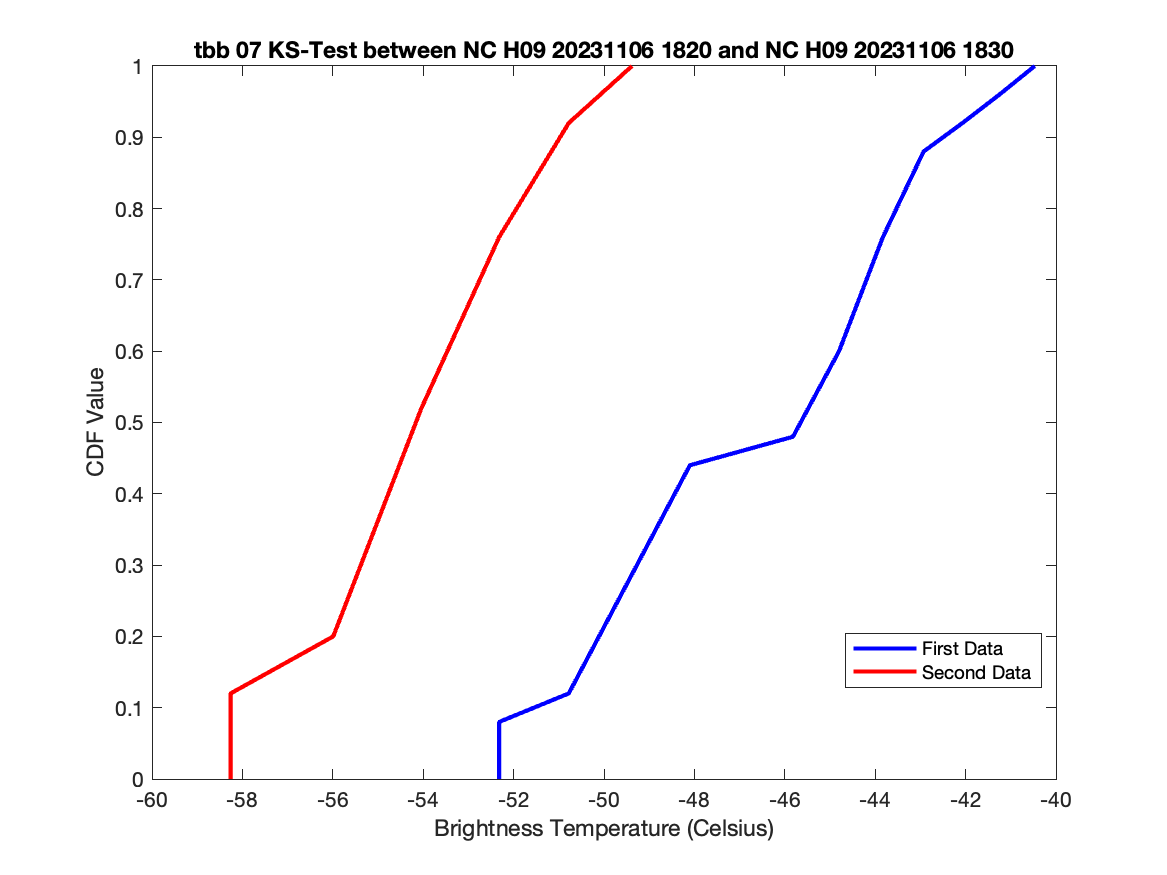 tbb 07 KS-Test between NC H09 20231106 1820 and NC H09 20231106 1830
1
0.9
0.8
0.7
0.6
0.5
0.4
0.3
0.2
0.1
0
CDF Value
First Data
Second Data
-60 -58 -56 -54 -52 -50 -48 -46 -44 -42 -40
Brightness Temperature (Celsius)